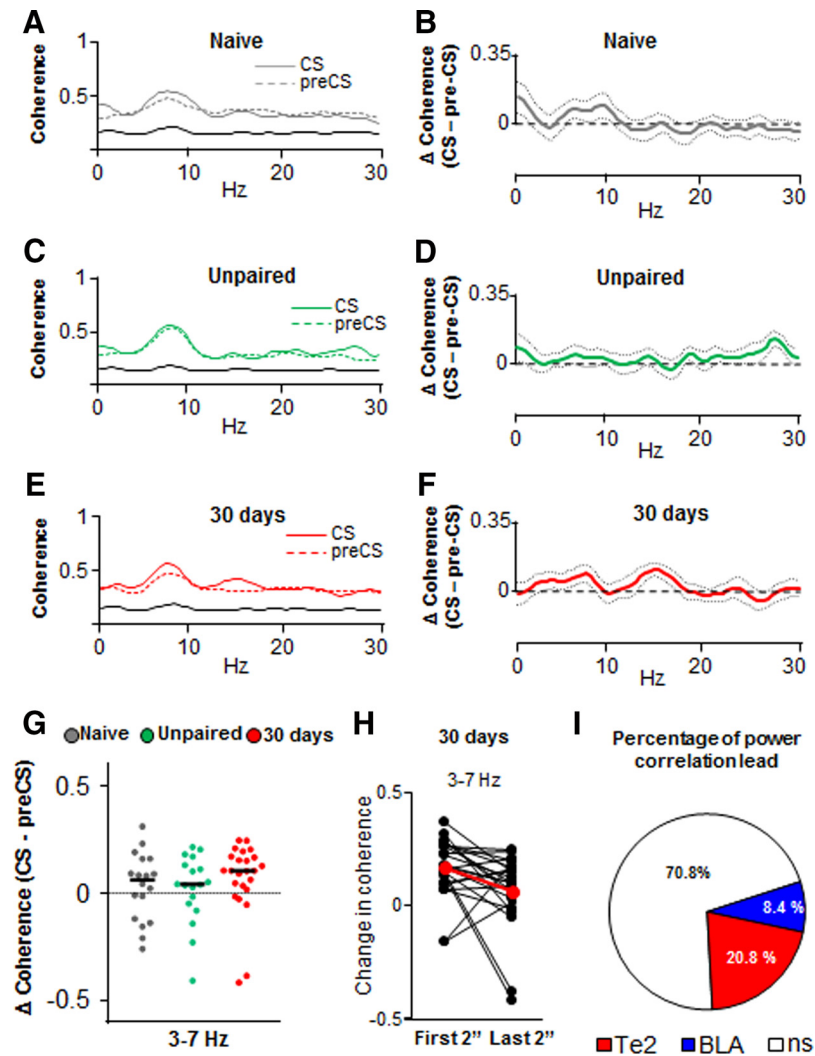 A
Naive
Coherence
1
0.5
CS
preCS
0 10 20 30
Hz
B
Naive
Δ Coherence
(CS – pre-CS)
0.35
0
0 10 20 30
Hz
C
Unpaired
Coherence
1
0.5
CS
preCS
0 10 20 30
Hz
D
Unpaired
Δ Coherence
(CS – pre-CS)
0.35
0
0 10 20 30
Hz
E
30 days
Coherence
1
0.5
CS
preCS
0 10 20 30
Hz
F
30 days
Δ Coherence
(CS – pre-CS)
0.35
0
0 10 20 30
Hz
G
Naive Unpaired 30 days
Δ Coherence (CS - preCS)
0.5
0
-0.5
3-7 Hz
H
30 days
3-7 Hz
Change in coherence
0.5
0
-0.5
First 2” Last 2”
I
Percentage of power
correlation lead
70.8%
8.4 %
20.8 %
Te2 BLA ns